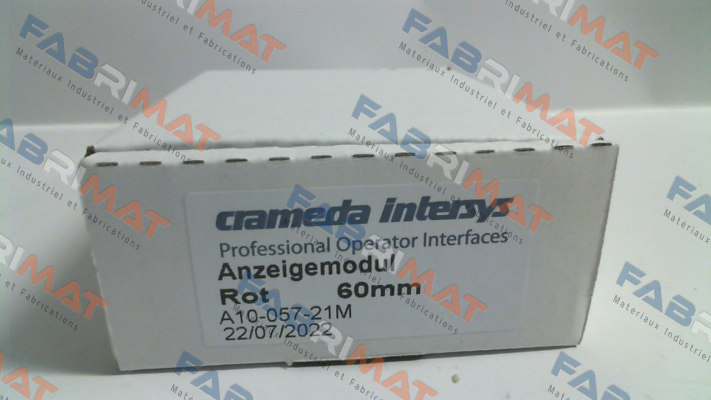 crameda intersys
Professional Operator Interfaces
Anzeigemodul
Rot 60mm
A10-057-21M
22/07/2022
FABRIMAT
Materiaux Industriel et Fabrications